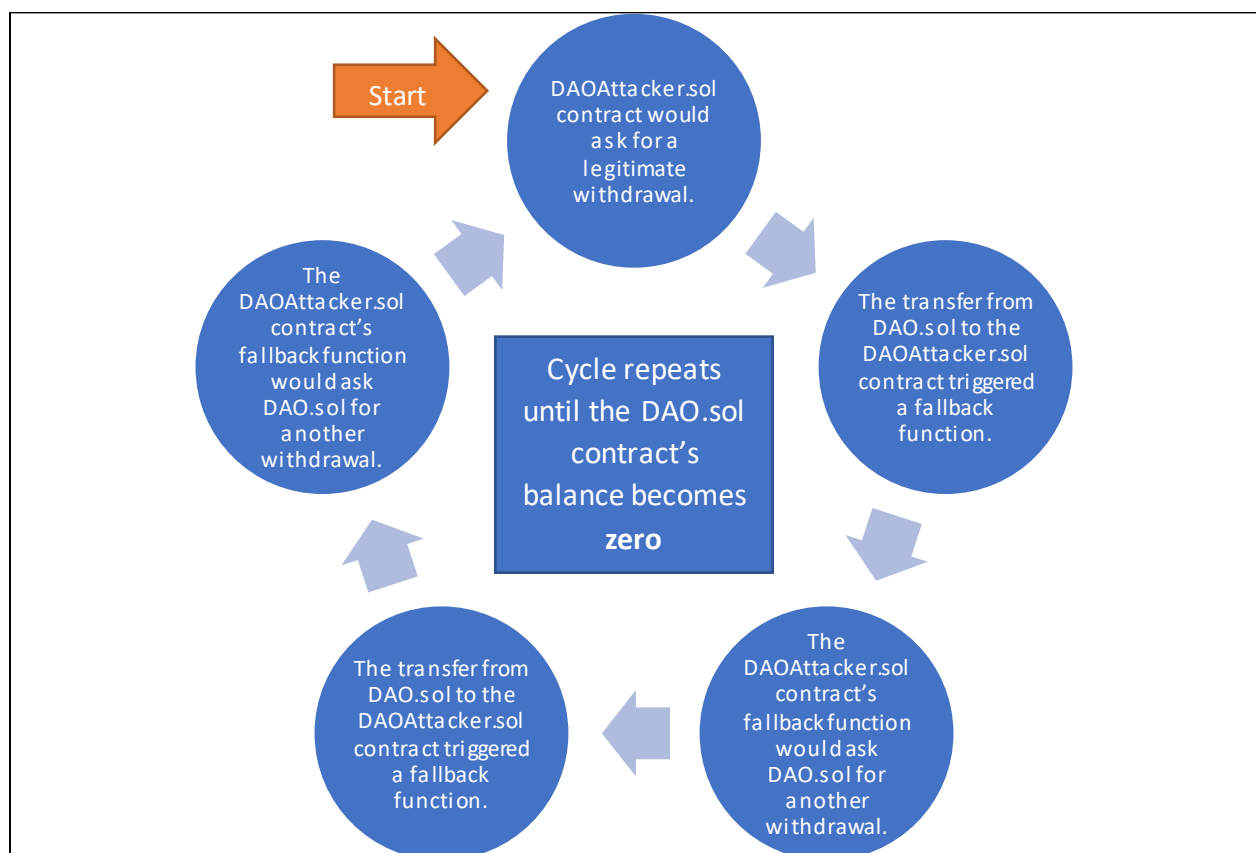 Start
DAOAttacker.sol
contract would
ask for a
legitimate
withdrawal.
The transfer from
DAO.sol to the
DAOAttacker.sol
contract triggered
a fallback
function.
The
DAOAttacker.sol
contract's
fallback function
would ask
DAO.sol for
another
withdrawal.
The transfer from
DAO.sol to the
DAOAttacker.sol
contract triggered
a fallback
function.
The
DAOAttacker.sol
contract’s
fallback function
would ask
DAO.sol for
another
withdrawal.
Cycle repeats
until the DAO.sol
contract’s
balance becomes
zero